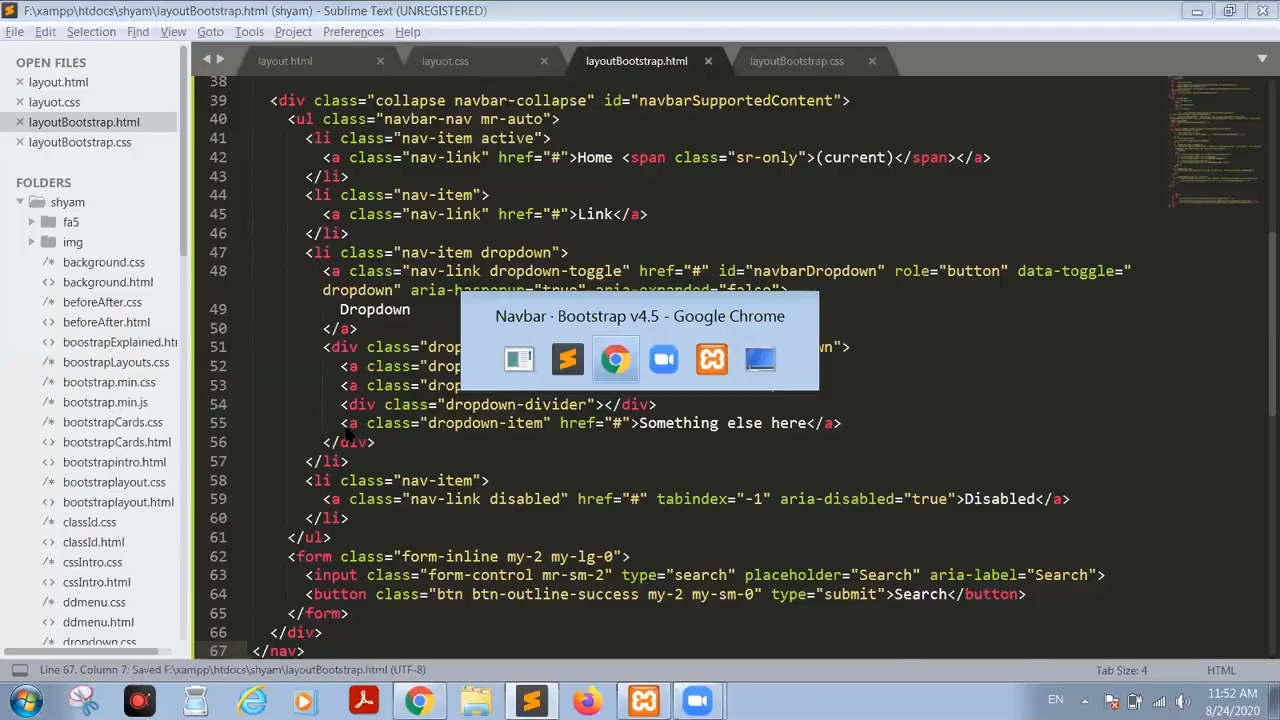 F:\xampp\htdocs\shyam\layoutBootstrap.html (shyam) - Sublime Text (UNREGISTERED)
File Edit Selection Find View Goto Tools Project Preferences Help
OPEN FILES
layout.html
layuot.css
layoutBootstrap.html
layoutBootstrap.css
FOLDERS
shyam
fa5
img
background.css
background.html
beforeAfter.css
beforeAfter.html
boostrapExplained.htm
boostrapLayouts.css
bootstrap.min.css
bootstrap.min.js
bootstrapCards.css
bootstrapCards.html
bootstrapintro.html
bootstraplayout.css
bootstraplayout.html
classId.css
classId.html
cssIntro.css
cssIntro.html
ddmenu.css
ddmenu.html
dropdown.css
layout.html layuot.css layoutBootstrap.html layoutBootstrap.css
38
39 <div class="collapse navbar-collapse" id="navbarSupportedContent">
40 <ul class="navbar-nav mr-auto">
41 <li class="nav-item active">
42 <a class="nav-link" href="#">Home <span class="sr-only">(current)</span></a>
43 </li>
44 <li class="nav-item">
45 <a class="nav-link" href="#">Link</a>
46 </li>
47 <li class="nav-item dropdown">
48 <a class="nav-link dropdown-toggle" href="#" id="navbarDropdown" role="button" data-toggle="
dropdown" aria-haspopup="true" aria-expanded="false">
49 Dropdown
50 </a>
51 <div class="drop wn">
52 <a class="drop
53 <a class="drop
54 <div class="dropdown-divider"></div>
55 <a class="dropdown-item" href="#">Something else here</a>
56 </div>
57 </li>
58 <li class="nav-item">
59 <a class="nav-link disabled" href="#" tabindex="-1" aria-disabled="true">Disabled</a>
60 </li>
61 </ul>
62 <form class="form-inline my-2 my-lg-0">
63 <input class="form-control mr-sm-2" type="search" placeholder="Search" aria-label="Search">
64 <button class="btn btn-outline-success my-2 my-sm-0" type="submit">Search</button>
65 </form>
66 </div>
67 </nav>
Navbar · Bootstrap v4.5 - Google Chrome
Line 67, Column 7: Saved F:\xampp\htdocs\shyam\layoutBootstrap.html (UTF-8) Tab Size: 4 HTML
EN
11:52 AM
8/24/2020